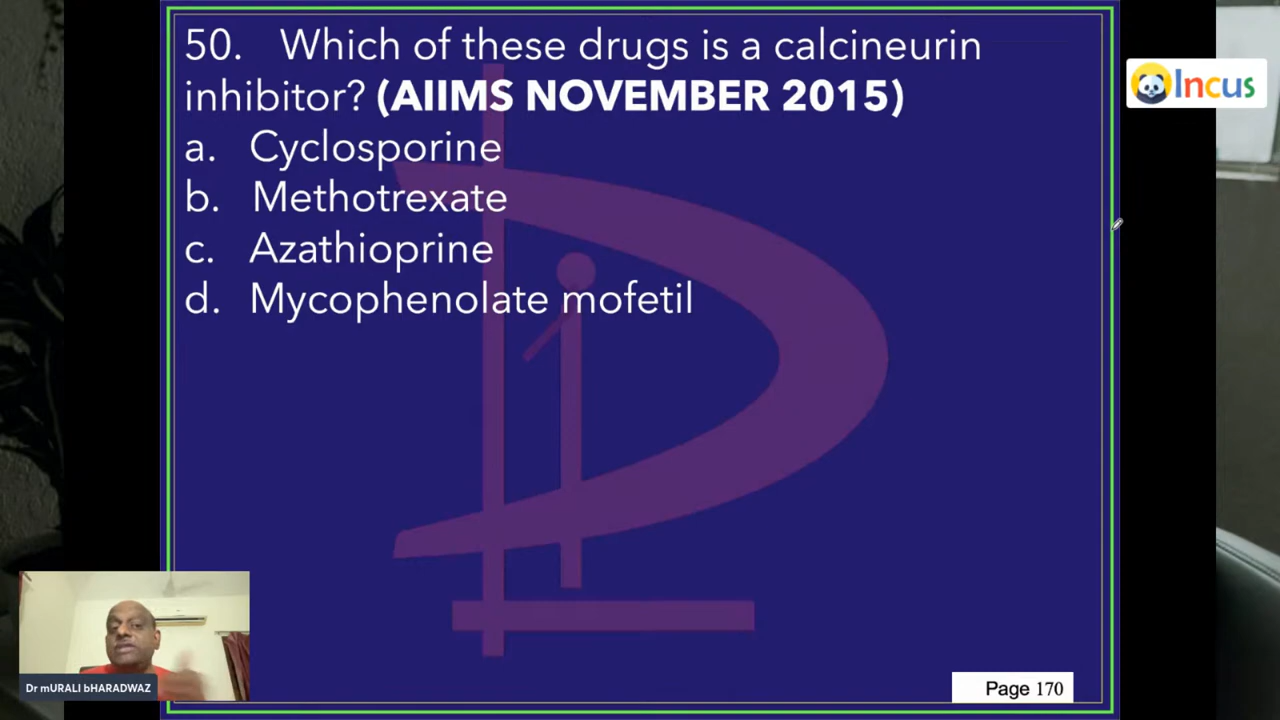 50. Which of these drugs is a calcineurin
inhibitor? (AIIMS NOVEMBER 2015)
a. Cyclosporine
b. Methotrexate
c. Azathioprine
d. Mycophenolate mofetil
Incus
Dr mURALI bHARADWAZ
Page 170